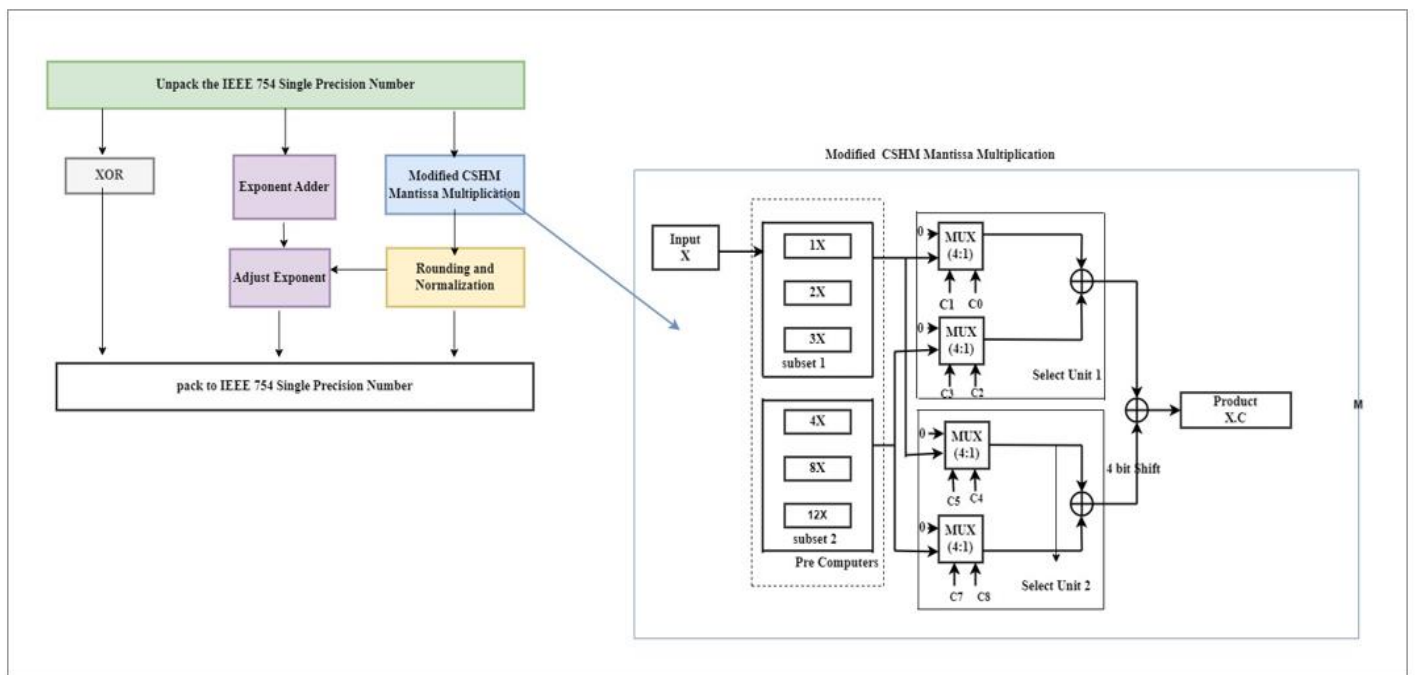 Unpack the IEEE 754 Single Precision Number
XOR
Exponent Adder
Modified CSHM
Mantissa Multiplication
Adjust Exponent
Rounding and
Normalization
pack to IEEE 754 Single Precision Number
Modified CSHM Mantissa Multiplication
Input
X
1X
2X
3X
subset 1
4X
8X
12X
subset 2
Pre Computers
0
MUX
(4:1)
C1 C0
0
MUX
(4:1)
C3 C2
Select Unit 1
0
MUX
(4:1)
C5 C4
0
MUX
(4:1)
C7 C8
Select Unit 2
4 bit Shift
Product
X.C
M